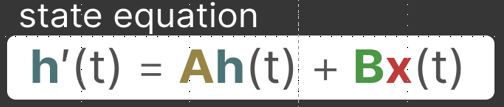 state equation
h′(t) = Ah(t) + Bx(t)